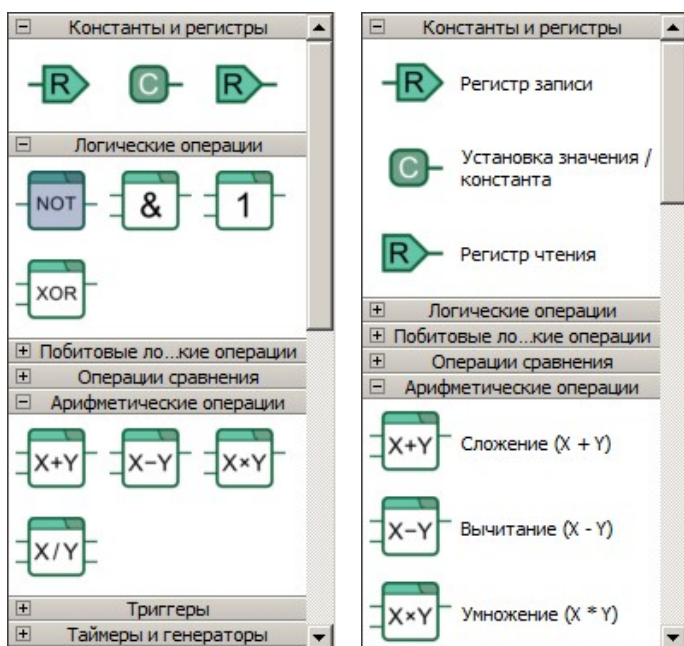 Константы и регистры
R C R
Логические операции
NOT & 1
XOR
Побитовые ло...кие операции
Операции сравнения
Арифметические операции
X+Y X−Y X×Y
X/Y
Триггеры
Таймеры и генераторы
Константы и регистры
R Регистр записи
C Установка значения /
константа
R Регистр чтения
Логические операции
Побитовые ло...кие операции
Операции сравнения
Арифметические операции
X+Y Сложение (X + Y)
X−Y Вычитание (X - Y)
X×Y Умножение (X * Y)